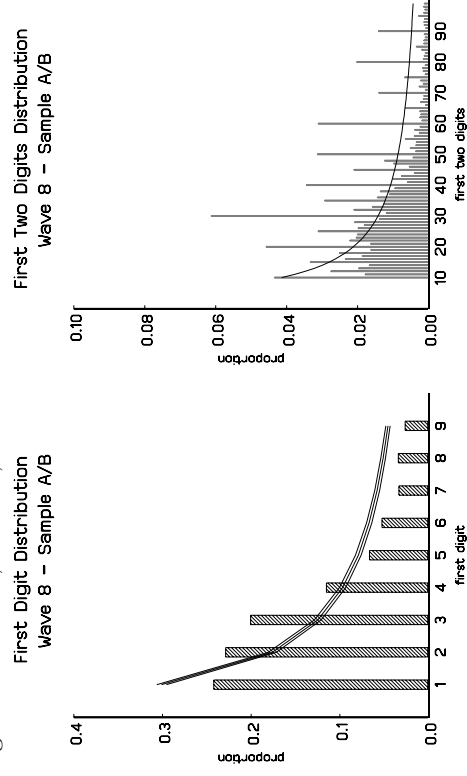 First Digit Distribution
Wave 8 - Sample A/B
0.4
0.3
0.2
0.1
0.0
proportion
1 2 3 4 5 6 7 8 9
first digit
First Two Digits Distribution
Wave 8 - Sample A/B
0.10
0.08
0.06
0.04
0.02
0.00
proportion
10 20 30 40 50 60 70 80 90
first two digits